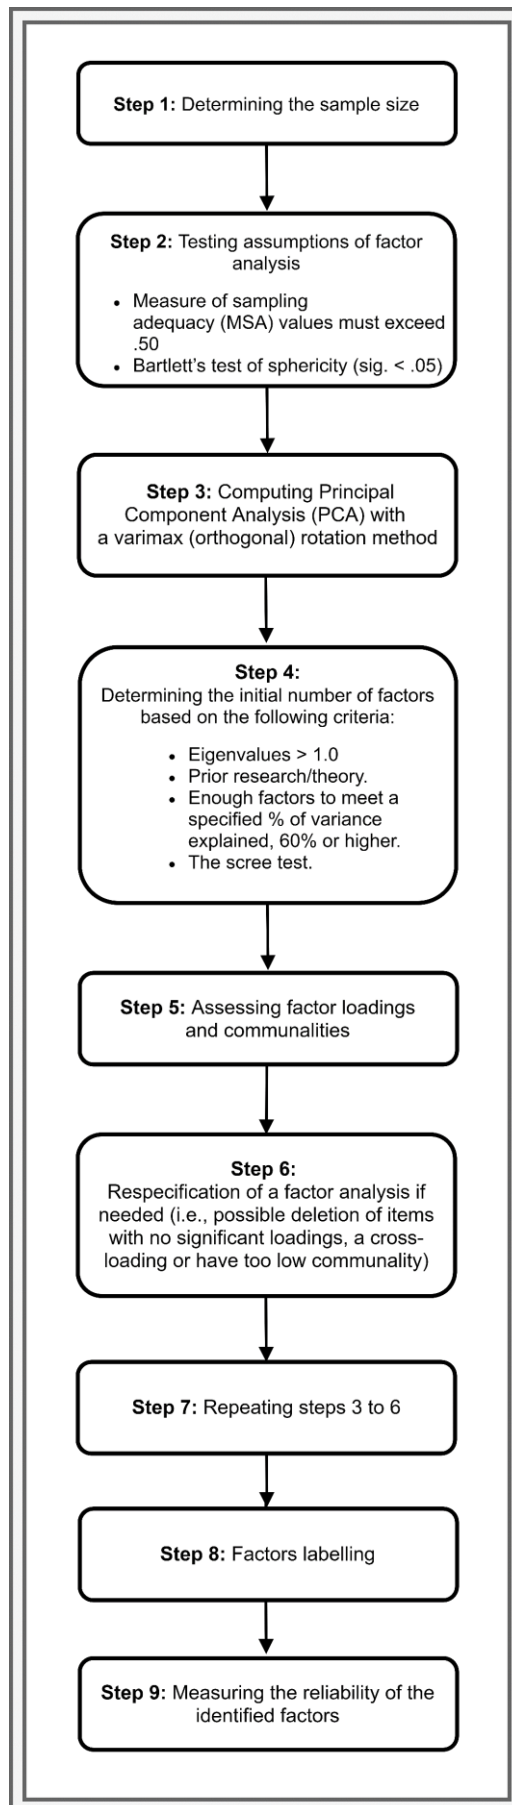 Step 1: Determining the sample size
Step 2: Testing assumptions of factor
analysis
• Measure of sampling
adequacy (MSA) values must exceed
.50
• Bartlett's test of sphericity (sig. < .05)
Step 3: Computing Principal
Component Analysis (PCA) with
a varimax (orthogonal) rotation method
Step 4:
Determining the initial number of factors
based on the following criteria:
• Eigenvalues > 1.0
• Prior research/theory.
• Enough factors to meet a
specified % of variance
explained, 60% or higher.
• The scree test.
Step 5: Assessing factor loadings
and communalities
Step 6:
Respecification of a factor analysis if
needed (i.e., possible deletion of items
with no significant loadings, a cross-
loading or have too low communality)
Step 7: Repeating steps 3 to 6
Step 8: Factors labelling
Step 9: Measuring the reliability of the
identified factors